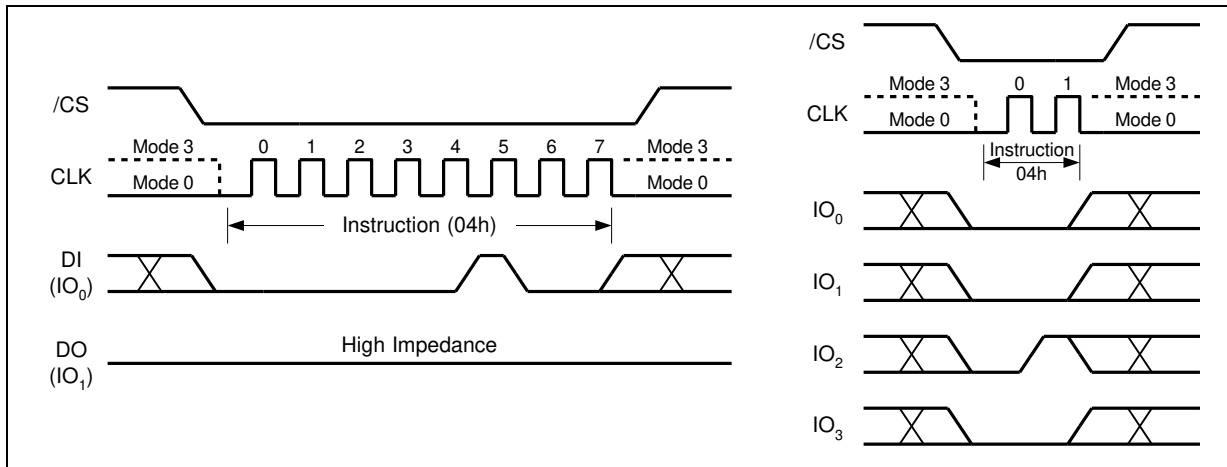 /CS
Mode 3 0 1 2 3 4 5 6 7 Mode 3
CLK Mode 0 Mode 0
Instruction (04h)
DI
(IO0)
High Impedance
DO
(IO1)
/CS
Mode 3 0 1 Mode 3
CLK Mode 0 Mode 0
Instruction
04h
IO0
IO1
IO2
IO3